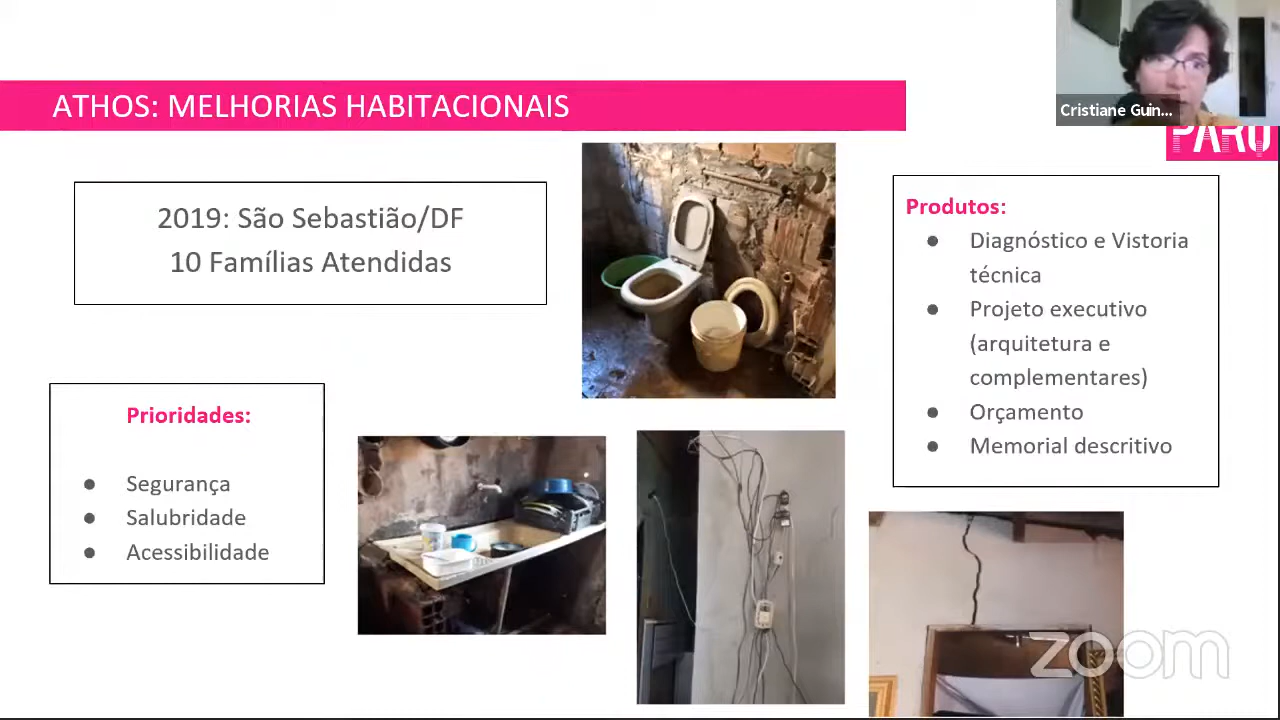 Cristiane Guin...
PARQ
ATHOS: MELHORIAS HABITACIONAIS
2019: São Sebastião/DF
10 Famílias Atendidas
Produtos:
● Diagnóstico e Vistoria
técnica
● Projeto executivo
(arquitetura e
complementares)
● Orçamento
● Memorial descritivo
Prioridades:
● Segurança
● Salubridade
● Acessibilidade
zoom